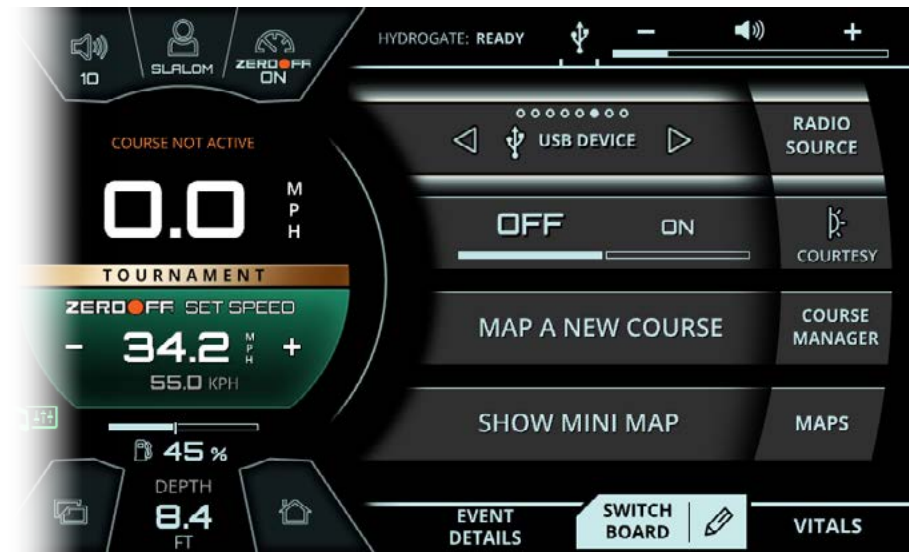 10
SLALOM
ZEROOFF
ON
HYDROGATE: READY
- +
COURSE NOT ACTIVE
0.0 MPH
TOURNAMENT
ZEROOFF SET SPEED
- 34.2 MPH +
55.0 KPH
45 %
DEPTH
8.4
FT
USB DEVICE
RADIO
SOURCE
OFF ON
COURTESY
MAP A NEW COURSE
COURSE
MANAGER
SHOW MINI MAP
MAPS
EVENT
DETAILS
SWITCH
BOARD
VITALS